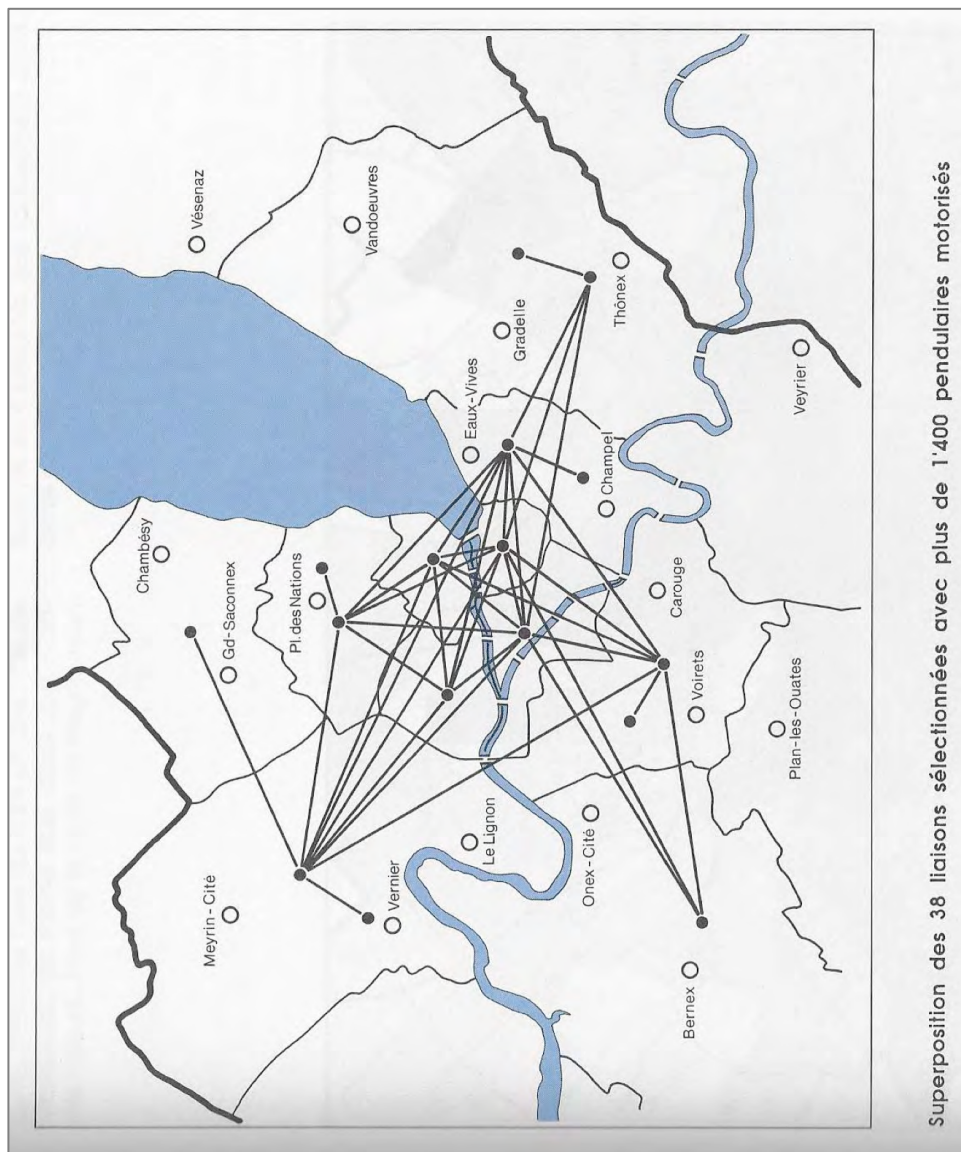 Chambésy
Vésenaz
Meyrin-Cité
Gd-Saconnex
Pl. des Nations
Vandoeuvres
Vernier
Eaux-Vives
Le Lignon
Gradelle
Onex-Cité
Champel
Thônex
Carouge
Bernex
Voirets
Plan-les-Ouates
Veyrier
Superposition des 38 liaisons sélectionnées avec plus de 1'400 pendulaires motorisés